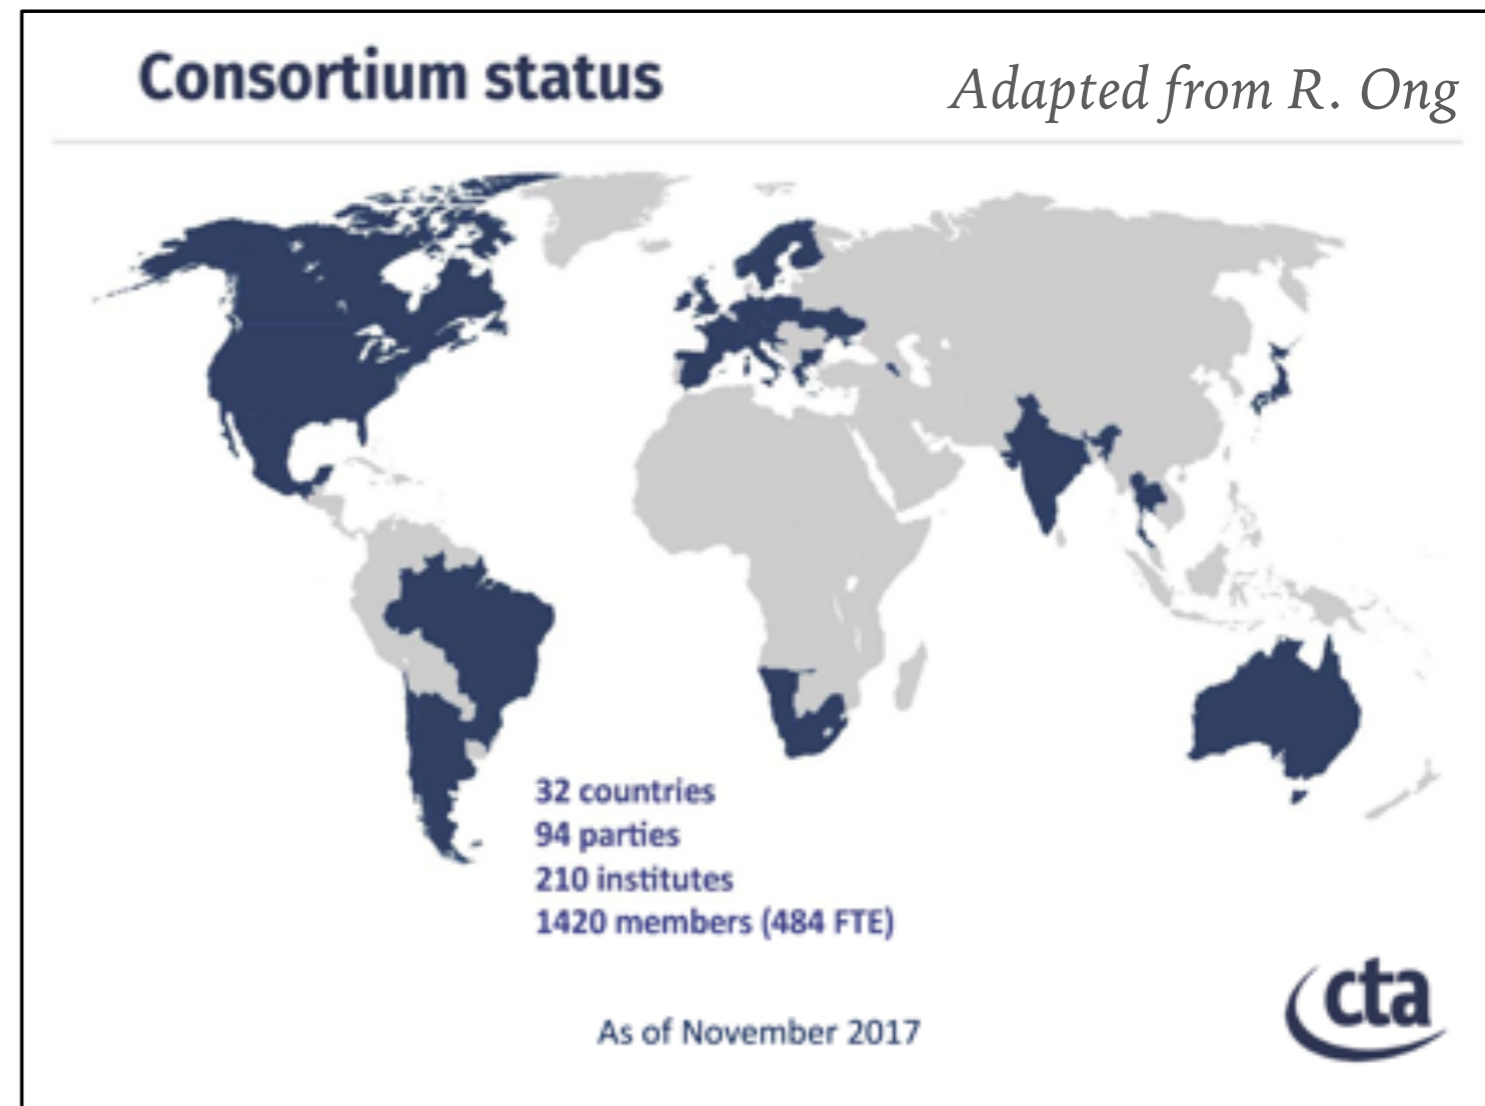 Consortium status
Adapted from R. Ong
32 countries
94 parties
210 institutes
1420 members (484 FTE)
As of November 2017
cta